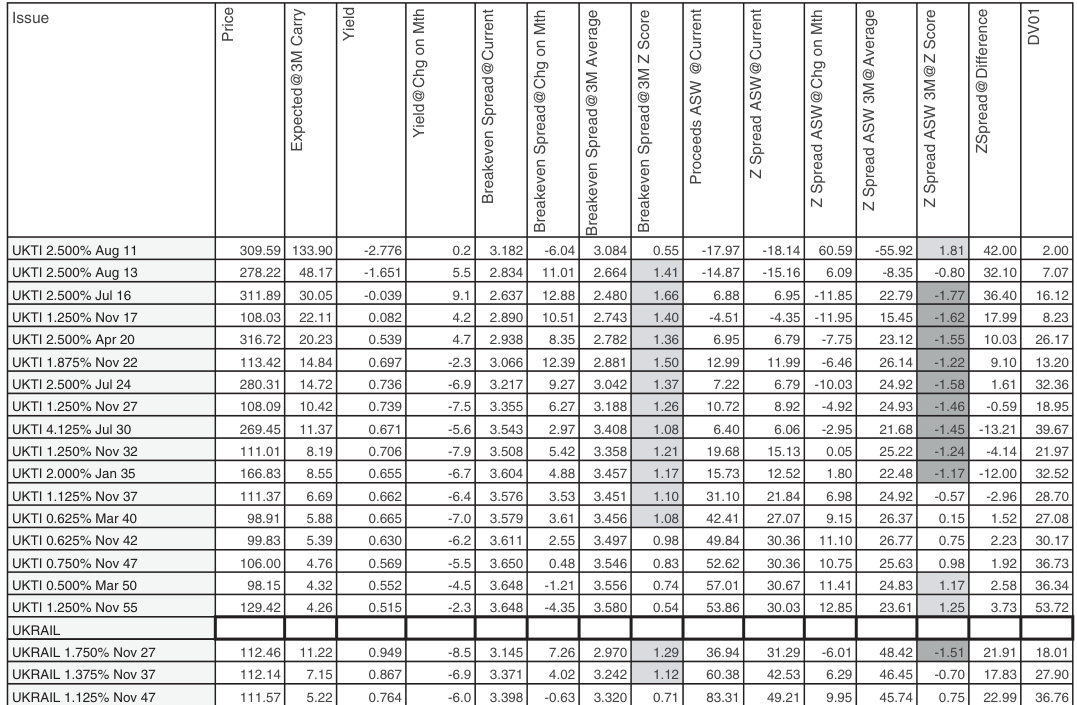 Issue Price Expected@3M Carry Yield Yield@Chg on Mth Breakeven Spread@Current Breakeven Spread@Chg on Mth Breakeven Spread@3M Average Breakeven Spread@3M Z Score Proceeds ASW @Current Z Spread ASW@Current Z Spread ASW@Chg on Mth Z Spread ASW 3M@Average Z Spread ASW 3M@Z Score ZSpread@Difference DV01
UKTI 2.500% Aug 11 309.59 133.90 -2.776 0.2 3.182 -6.04 3.084 0.55 -17.97 -18.14 60.59 -55.92 1.81 42.00 2.00
UKTI 2.500% Aug 13 278.22 48.17 -1.651 5.5 2.834 11.01 2.664 1.41 -14.87 -15.16 6.09 -8.35 -0.80 32.10 7.07
UKTI 2.500% Jul 16 311.89 30.05 -0.039 9.1 2.637 12.88 2.480 1.66 6.88 6.95 -11.85 22.79 -1.77 36.40 16.12
UKTI 1.250% Nov 17 108.03 22.11 0.082 4.2 2.890 10.51 2.743 1.40 -4.51 -4.35 -11.95 15.45 -1.62 17.99 8.23
UKTI 2.500% Apr 20 316.72 20.23 0.539 4.7 2.938 8.35 2.782 1.36 6.95 6.79 -7.75 23.12 -1.55 10.03 26.17
UKTI 1.875% Nov 22 113.42 14.84 0.697 -2.3 3.066 12.39 2.881 1.50 12.99 11.99 -6.46 26.14 -1.22 9.10 13.20
UKTI 2.500% Jul 24 280.31 14.72 0.736 -6.9 3.217 9.27 3.042 1.37 7.22 6.79 -10.03 24.92 -1.58 1.61 32.36
UKTI 1.250% Nov 27 108.09 10.42 0.739 -7.5 3.355 6.27 3.188 1.26 10.72 8.92 -4.92 24.93 -1.46 -0.59 18.95
UKTI 4.125% Jul 30 269.45 11.37 0.671 -5.6 3.543 2.97 3.408 1.08 6.40 6.06 -2.95 21.68 -1.45 -13.21 39.67
UKTI 1.250% Nov 32 111.01 8.19 0.706 -7.9 3.508 5.42 3.358 1.21 19.68 15.13 0.05 25.22 -1.24 -4.14 21.97
UKTI 2.000% Jan 35 166.83 8.55 0.655 -6.7 3.604 4.88 3.457 1.17 15.73 12.52 1.80 22.48 -1.17 -12.00 32.52
UKTI 1.125% Nov 37 111.37 6.69 0.662 -6.4 3.576 3.53 3.451 1.10 31.10 21.84 6.98 24.92 -0.57 -2.96 28.70
UKTI 0.625% Mar 40 98.91 5.88 0.665 -7.0 3.579 3.61 3.456 1.08 42.41 27.07 9.15 26.37 0.15 1.52 27.08
UKTI 0.625% Nov 42 99.83 5.39 0.630 -6.2 3.611 2.55 3.497 0.98 49.84 30.36 11.10 26.77 0.75 2.23 30.17
UKTI 0.750% Nov 47 106.00 4.76 0.569 -5.5 3.650 0.48 3.546 0.83 52.62 30.36 10.75 25.63 0.98 1.92 36.73
UKTI 0.500% Mar 50 98.15 4.32 0.552 -4.5 3.648 -1.21 3.556 0.74 57.01 30.67 11.41 24.83 1.17 2.58 36.34
UKTI 1.250% Nov 55 129.42 4.26 0.515 -2.3 3.648 -4.35 3.580 0.54 53.86 30.03 12.85 23.61 1.25 3.73 53.72
UKRAIL
UKRAIL 1.750% Nov 27 112.46 11.22 0.949 -8.5 3.145 7.26 2.970 1.29 36.94 31.29 -6.01 48.42 -1.51 21.91 18.01
UKRAIL 1.375% Nov 37 112.14 7.15 0.867 -6.9 3.371 4.02 3.242 1.12 60.38 42.53 6.29 46.45 -0.70 17.83 27.90
UKRAIL 1.125% Nov 47 111.57 5.22 0.764 -6.0 3.398 -0.63 3.320 0.71 83.31 49.21 9.95 45.74 0.75 22.99 36.76